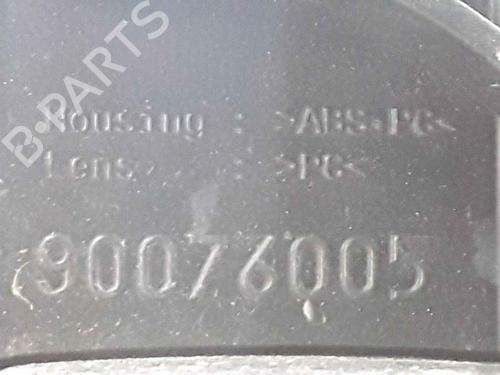 B-PARTS
Housing : >ABS+PC<
Lens : >PC<
90076005